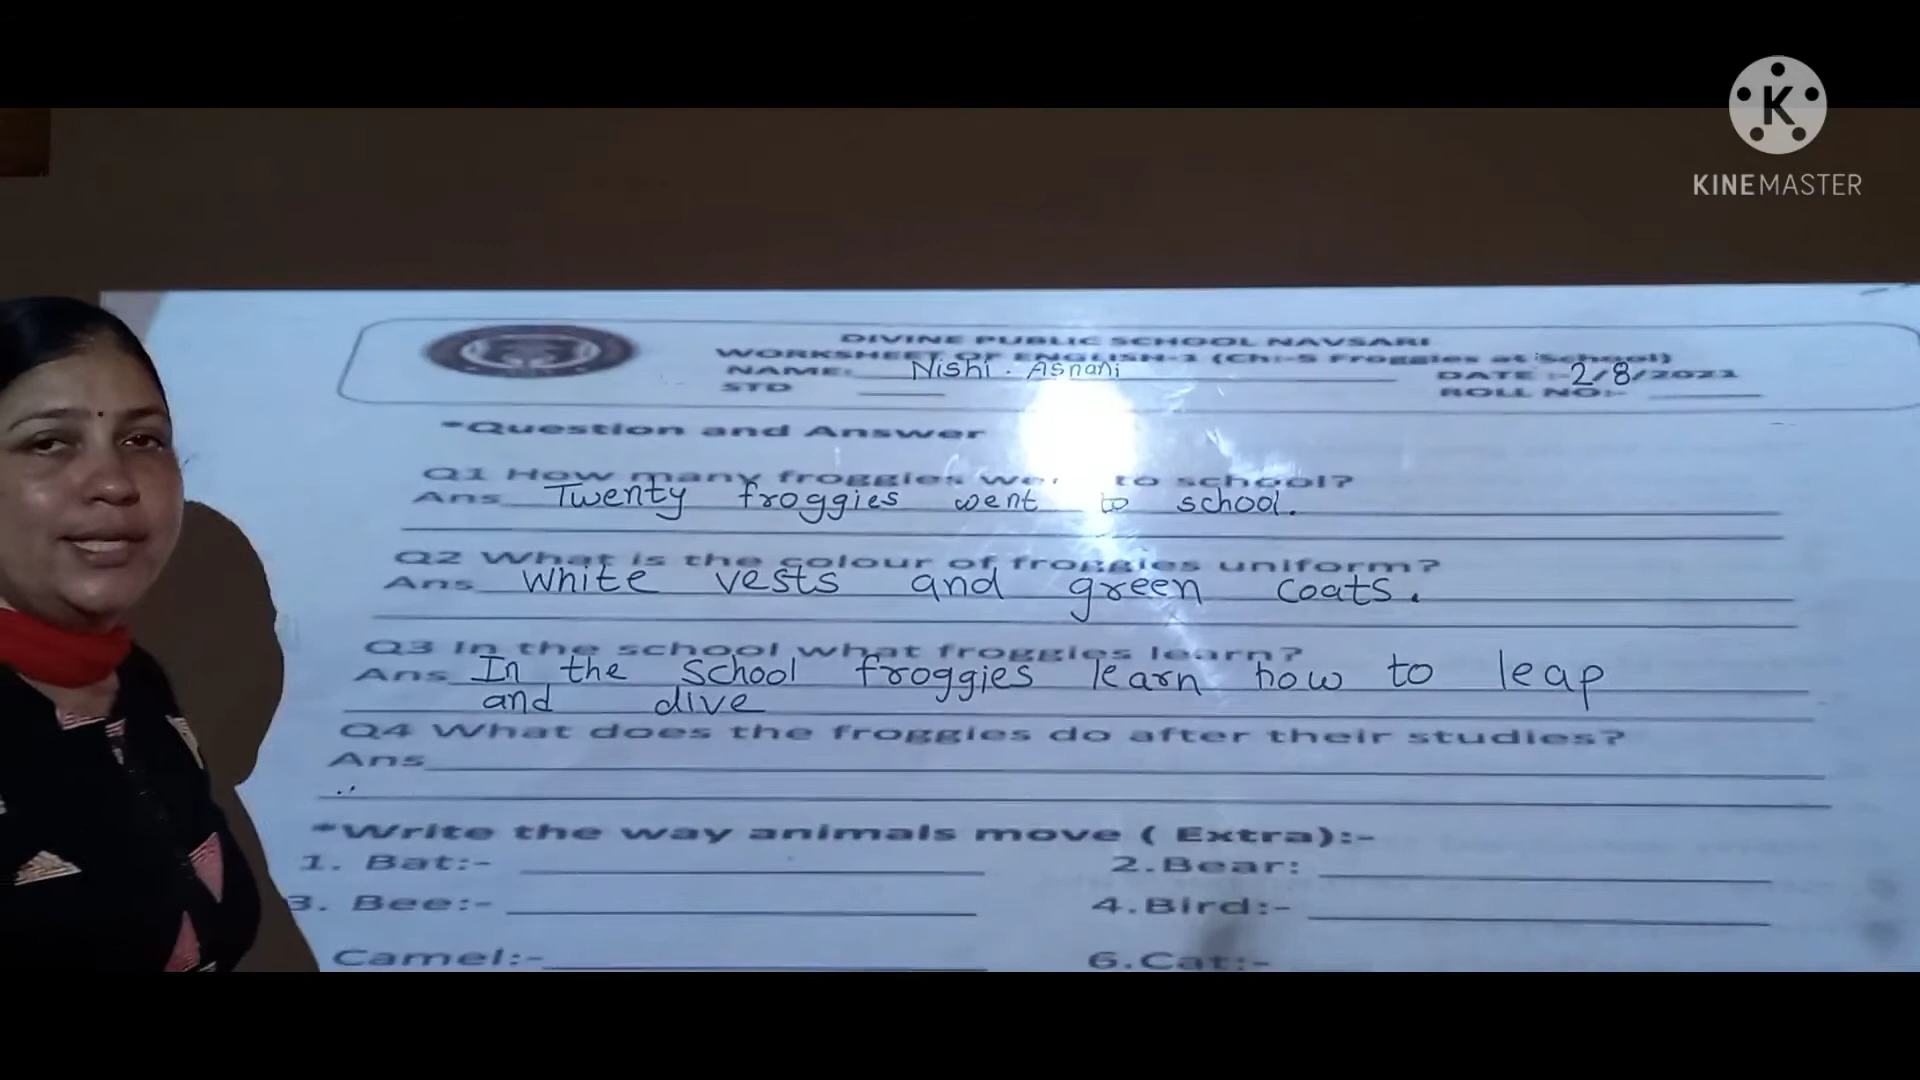 K
KINEMASTER
DIVINE PUBLIC SCHOOL NAVSARI
WORKSHEET OF ENGLISH-1 (Ch:-5 Froggies at School)
NAME: Nishi. Asnani DATE :-2/8/2021
STD ROLL NO:-
*Question and Answer
Q1 How many froggies we to school?
Ans Twenty froggies went to school.
Q2 What is the colour of froggies uniform?
Ans White vests and green coats.
Q3 In the school what froggies learn?
Ans In the school froggies learn how to leap
and dive
Q4 What does the froggies do after their studies?
Ans
*Write the way animals move ( Extra):-
1. Bat:- 2.Bear:
3. Bee:- 4.Bird:-
Camel:- 6.Cat:-